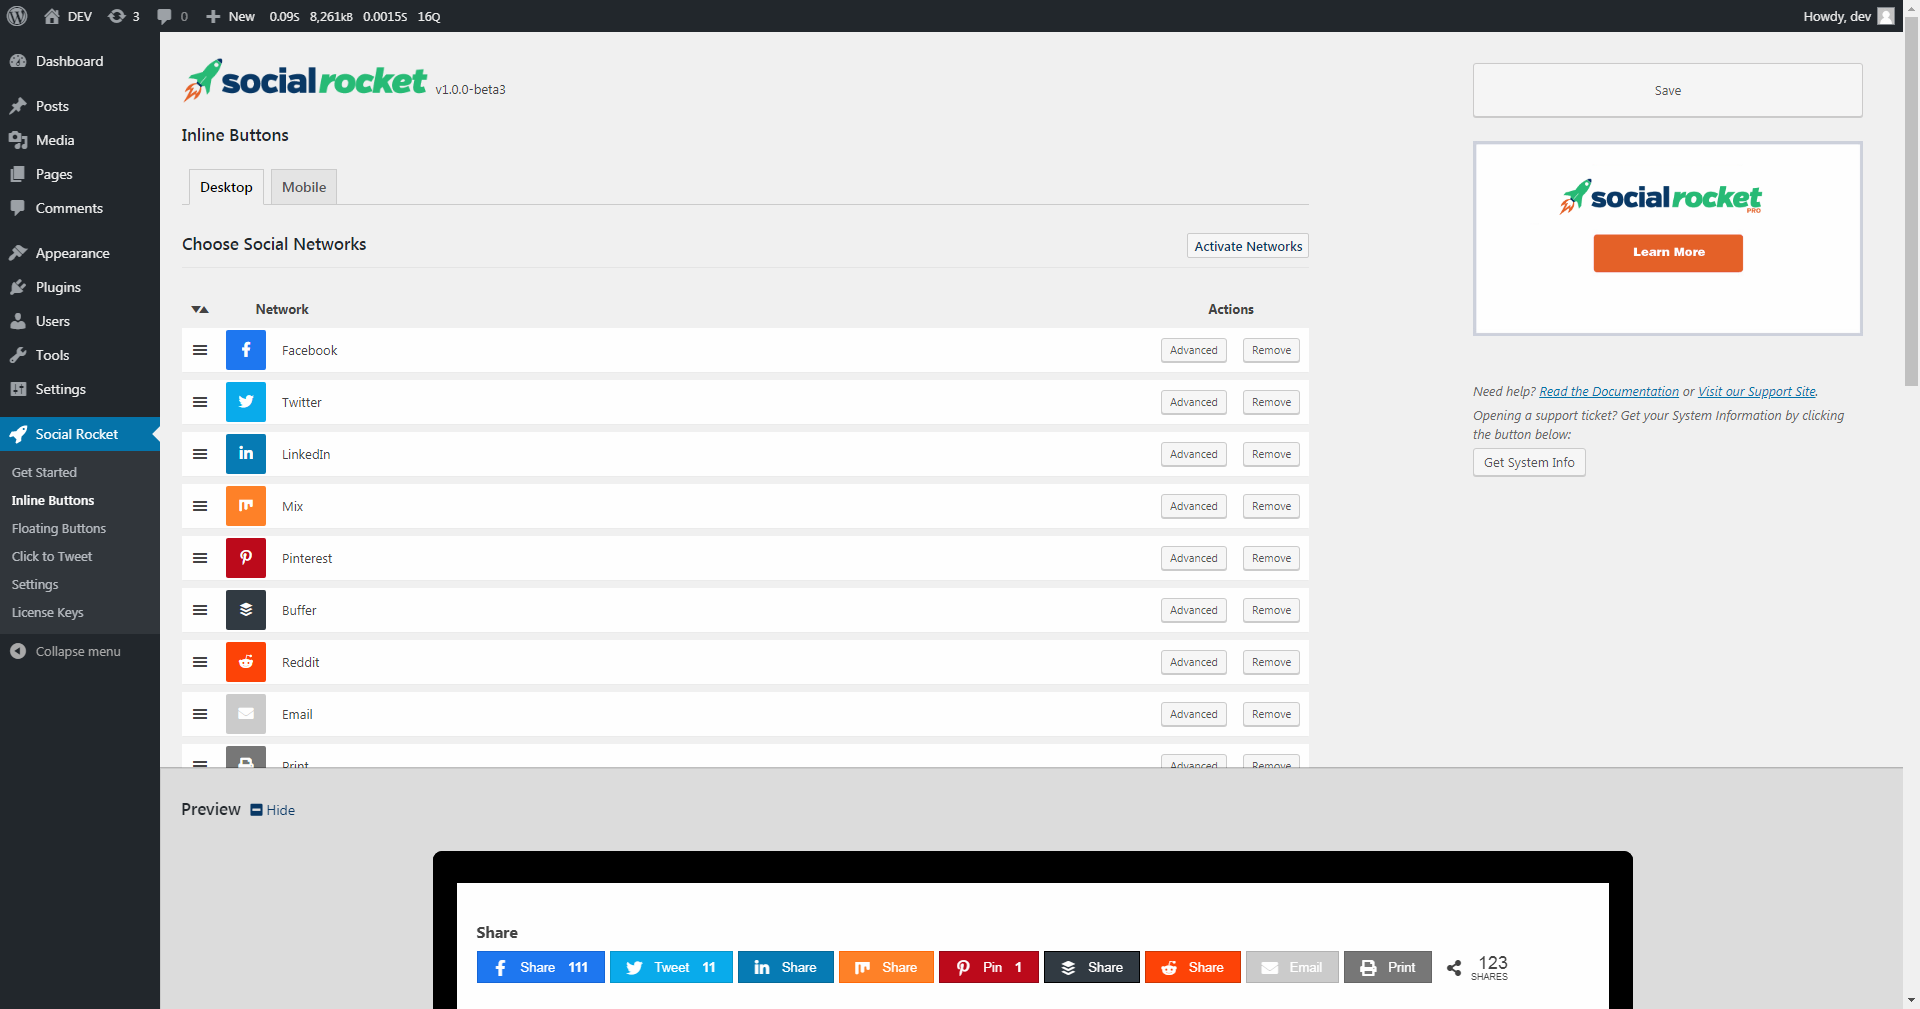 DEV 3 0 New 0.09S 8,261KB 0.0015S 16Q Howdy, dev
Dashboard
Posts
Media
Pages
Comments
Appearance
Plugins
Users
Tools
Settings
Social Rocket
Get Started
Inline Buttons
Floating Buttons
Click to Tweet
Settings
License Keys
Collapse menu
socialrocket v1.0.0-beta3
Inline Buttons
Desktop Mobile
Choose Social Networks Activate Networks
Network Actions
Facebook Advanced Remove
Twitter Advanced Remove
LinkedIn Advanced Remove
Mix Advanced Remove
Pinterest Advanced Remove
Buffer Advanced Remove
Reddit Advanced Remove
Email Advanced Remove
Print Advanced Remove
Save
socialrocket
PRO
Learn More
Need help? Read the Documentation or Visit our Support Site.
Opening a support ticket? Get your System Information by clicking
the button below:
Get System Info
Preview Hide
Share
Share 111 Tweet 11 Share Share Pin 1 Share Share Email Print 123
SHARES